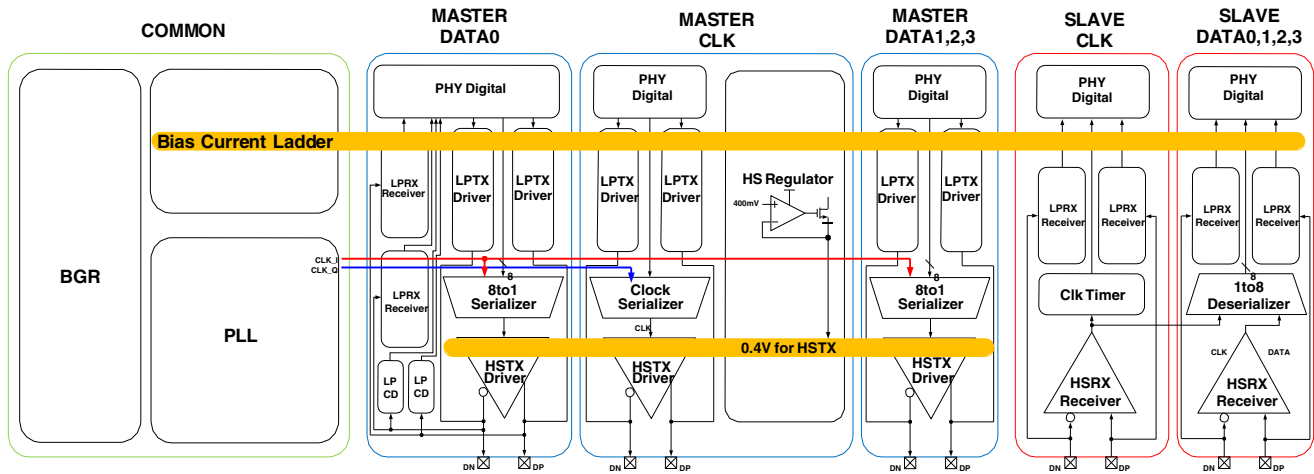 COMMON
MASTER
DATA0
MASTER
CLK
MASTER
DATA1,2,3
SLAVE
CLK
SLAVE
DATA0,1,2,3
BGR
Bias Current Ladder
PLL
CLK_I
CLK_Q
PHY Digital
LPRX
Receiver
LPTX
Driver
LPTX
Driver
LPRX
Receiver
8
8to1
Serializer
LP
CD
LP
CD
HSTX
Driver
DN
DP
PHY
Digital
LPTX
Driver
LPTX
Driver
Clock
Serializer
CLK
HSTX
Driver
DN
DP
HS Regulator
400mV
0.4V for HSTX
PHY
Digital
LPTX
Driver
LPTX
Driver
8
8to1
Serializer
HSTX
Driver
DN
DP
PHY
Digital
LPRX
Receiver
LPRX
Receiver
Clk Timer
HSRX
Receiver
DN
DP
PHY
Digital
LPRX
Receiver
LPRX
Receiver
8
1to8
Deserializer
CLK
DATA
HSRX
Receiver
DN
DP